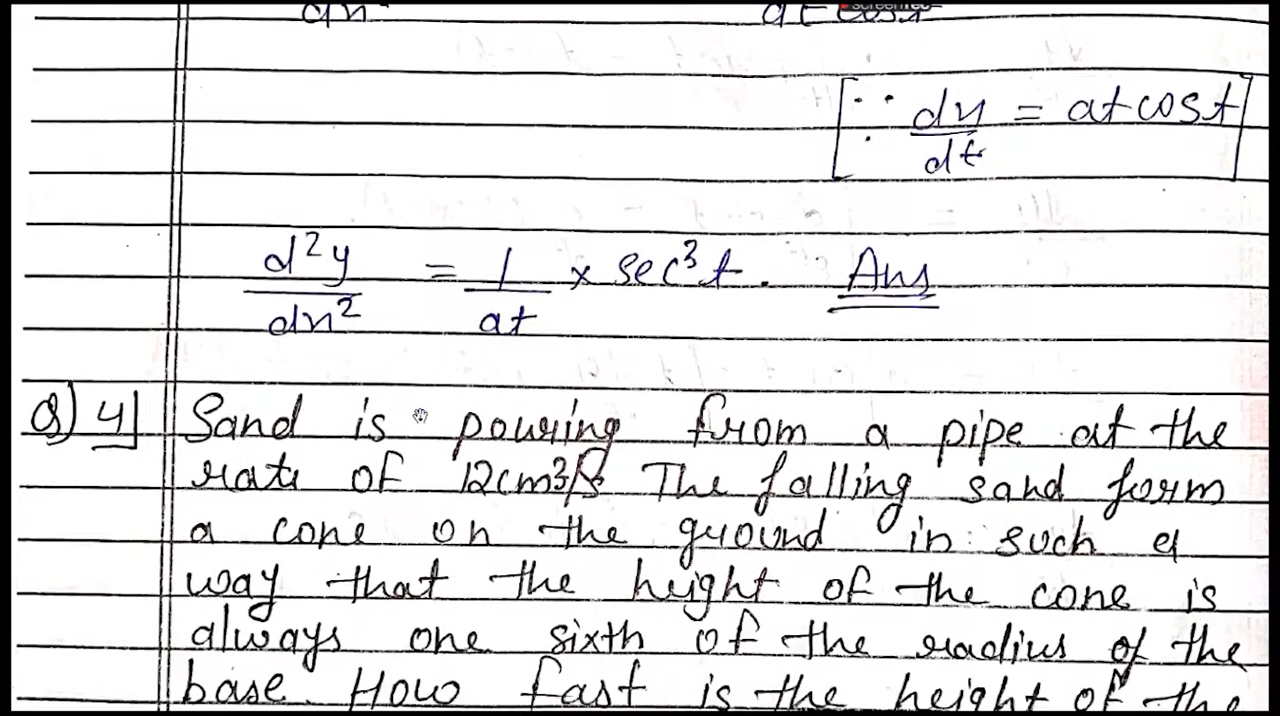 [∵ dx/dt = at cost]
d²y/dx² = 1/at × sec³t. Ans
Q) 4] Sand is pouring from a pipe at the
rate of 12cm³/s. The falling sand form
a cone on the ground in such a
way that the height of the cone is
always one sixth of the radius of the
base. How fast is the height of the